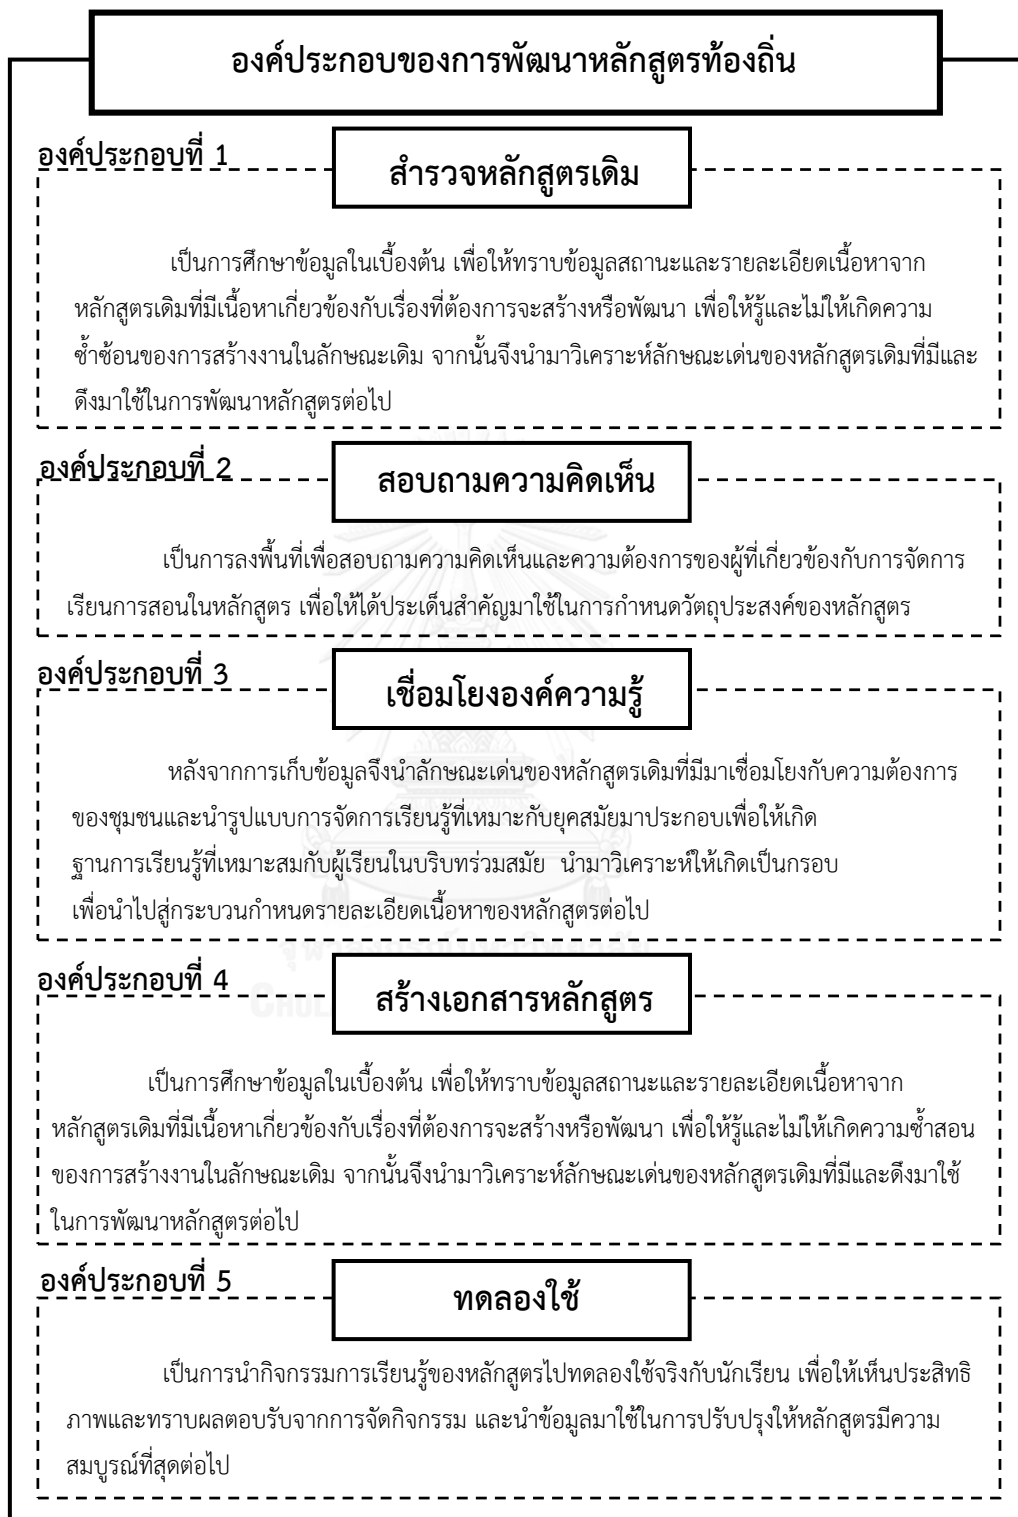 องค์ประกอบของการพัฒนาหลักสูตรท้องถิ่น
องค์ประกอบที่ 1
สำรวจหลักสูตรเดิม
เป็นการศึกษาข้อมูลในเบื้องต้น เพื่อให้ทราบข้อมูลสถานะและรายละเอียดเนื้อหาจาก
หลักสูตรเดิมที่มีเนื้อหาเกี่ยวข้องกับเรื่องที่ต้องการจะสร้างหรือพัฒนา เพื่อให้รู้และไม่ให้เกิดความ
ซ้ำซ้อนของการสร้างงานในลักษณะเดิม จากนั้นจึงนำมาวิเคราะห์ลักษณะเด่นของหลักสูตรเดิมที่มีและ
ดึงมาใช้ในการพัฒนาหลักสูตรต่อไป
องค์ประกอบที่ 2
สอบถามความคิดเห็น
เป็นการลงพื้นที่เพื่อสอบถามความคิดเห็นและความต้องการของผู้ที่เกี่ยวข้องกับการจัดการ
เรียนการสอนในหลักสูตร เพื่อให้ได้ประเด็นสำคัญมาใช้ในการกำหนดวัตถุประสงค์ของหลักสูตร
องค์ประกอบที่ 3
เชื่อมโยงองค์ความรู้
หลังจากการเก็บข้อมูลจึงนำลักษณะเด่นของหลักสูตรเดิมที่มีมาเชื่อมโยงกับความต้องการ
ของชุมชนและนำรูปแบบการจัดการเรียนรู้ที่เหมาะกับยุคสมัยมาประกอบเพื่อให้เกิด
ฐานการเรียนรู้ที่เหมาะสมกับผู้เรียนในบริบทร่วมสมัย นำมาวิเคราะห์ให้เกิดเป็นกรอบ
เพื่อนำไปสู่กระบวนกำหนดรายละเอียดเนื้อหาของหลักสูตรต่อไป
องค์ประกอบที่ 4
สร้างเอกสารหลักสูตร
เป็นการศึกษาข้อมูลในเบื้องต้น เพื่อให้ทราบข้อมูลสถานะและรายละเอียดเนื้อหาจาก
หลักสูตรเดิมที่มีเนื้อหาเกี่ยวข้องกับเรื่องที่ต้องการจะสร้างหรือพัฒนา เพื่อให้รู้และไม่ให้เกิดความซ้ำสอน
ของการสร้างงานในลักษณะเดิม จากนั้นจึงนำมาวิเคราะห์ลักษณะเด่นของหลักสูตรเดิมที่มีและดึงมาใช้
ในการพัฒนาหลักสูตรต่อไป
องค์ประกอบที่ 5
ทดลองใช้
เป็นการนำกิจกรรมการเรียนรู้ของหลักสูตรไปทดลองใช้จริงกับนักเรียน เพื่อให้เห็นประสิทธิ
ภาพและทราบผลตอบรับจากการจัดกิจกรรม และนำข้อมูลมาใช้ในการปรับปรุงให้หลักสูตรมีความ
สมบูรณ์ที่สุดต่อไป